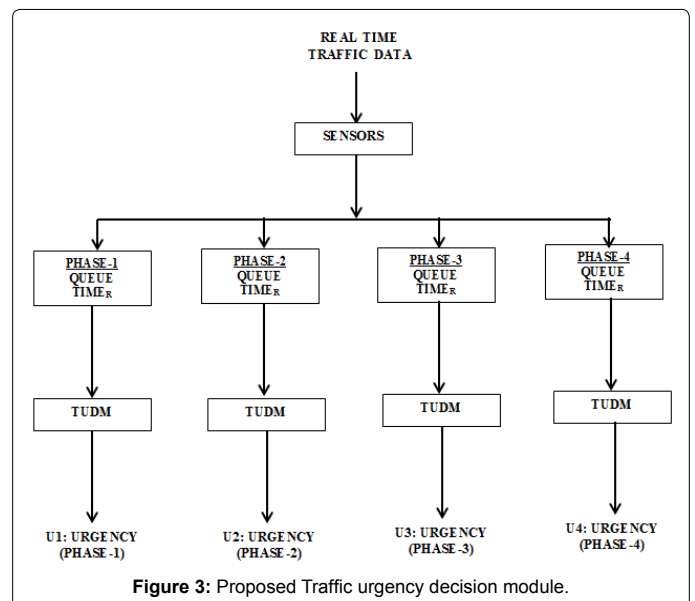 REAL TIME
TRAFFIC DATA
SENSORS
PHASE-1
QUEUE
TIMER
PHASE-2
QUEUE
TIMER
PHASE-3
QUEUE
TIMER
PHASE-4
QUEUE
TIMER
TUDM
TUDM
TUDM
TUDM
U1: URGENCY
(PHASE-1)
U2: URGENCY
(PHASE-2)
U3: URGENCY
(PHASE-3)
U4: URGENCY
(PHASE-4)
Figure 3: Proposed Traffic urgency decision module.